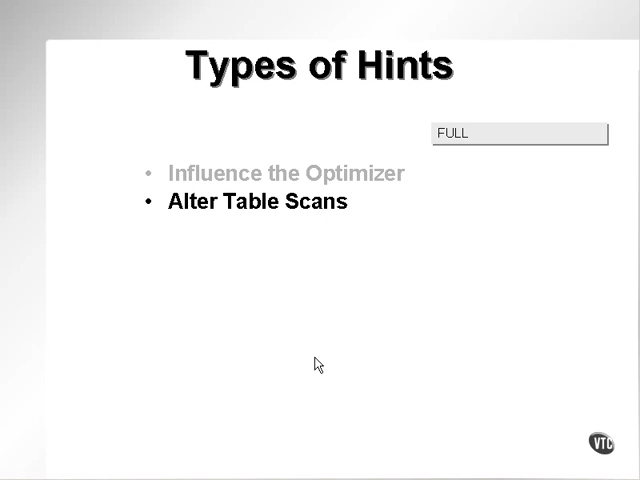 Types of Hints
FULL
• Influence the Optimizer
• Alter Table Scans
VTC